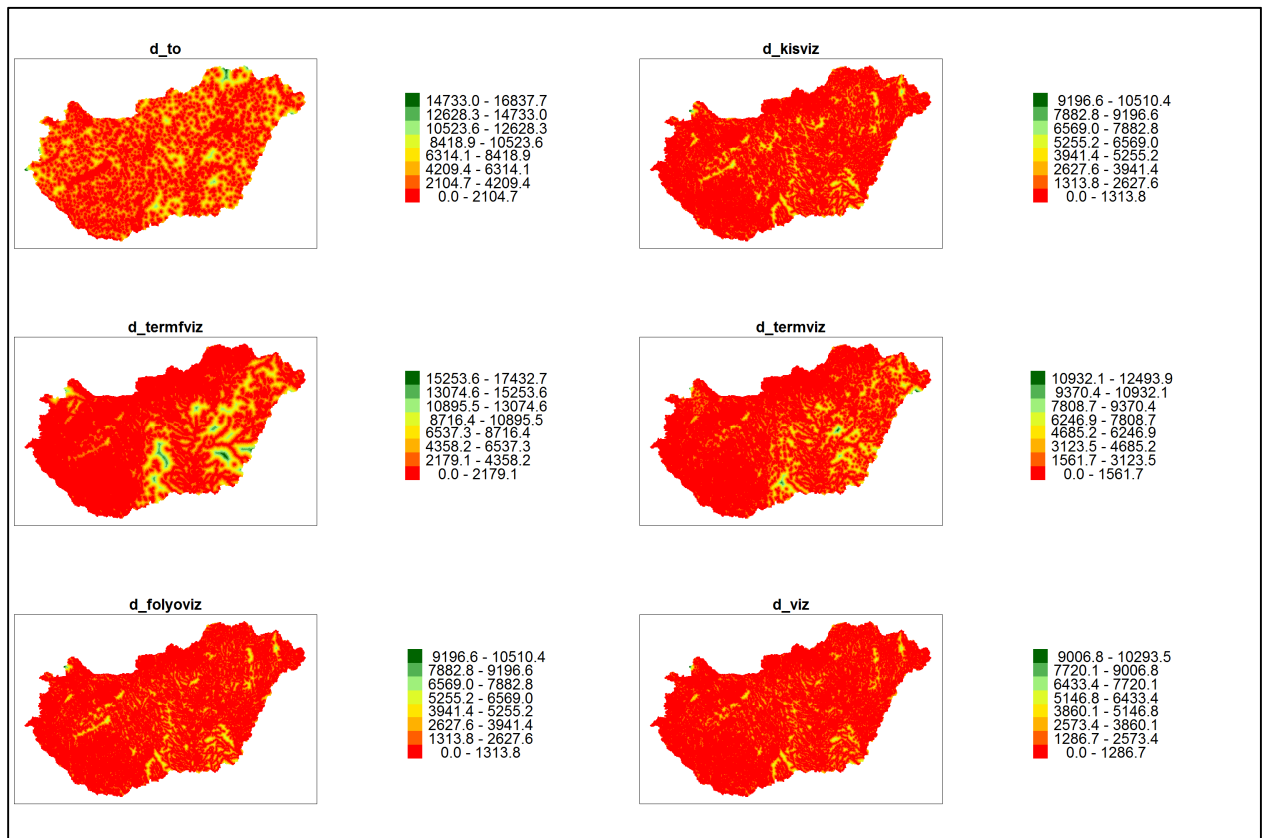 d_to
14733.0 - 16837.7
12628.3 - 14733.0
10523.6 - 12628.3
8418.9 - 10523.6
6314.1 - 8418.9
4209.4 - 6314.1
2104.7 - 4209.4
0.0 - 2104.7
d_kisviz
9196.6 - 10510.4
7882.8 - 9196.6
6569.0 - 7882.8
5255.2 - 6569.0
3941.4 - 5255.2
2627.6 - 3941.4
1313.8 - 2627.6
0.0 - 1313.8
d_termfviz
15253.6 - 17432.7
13074.6 - 15253.6
10895.5 - 13074.6
8716.4 - 10895.5
6537.3 - 8716.4
4358.2 - 6537.3
2179.1 - 4358.2
0.0 - 2179.1
d_termviz
10932.1 - 12493.9
9370.4 - 10932.1
7808.7 - 9370.4
6246.9 - 7808.7
4685.2 - 6246.9
3123.5 - 4685.2
1561.7 - 3123.5
0.0 - 1561.7
d_folyoviz
9196.6 - 10510.4
7882.8 - 9196.6
6569.0 - 7882.8
5255.2 - 6569.0
3941.4 - 5255.2
2627.6 - 3941.4
1313.8 - 2627.6
0.0 - 1313.8
d_viz
9006.8 - 10293.5
7720.1 - 9006.8
6433.4 - 7720.1
5146.8 - 6433.4
3860.1 - 5146.8
2573.4 - 3860.1
1286.7 - 2573.4
0.0 - 1286.7